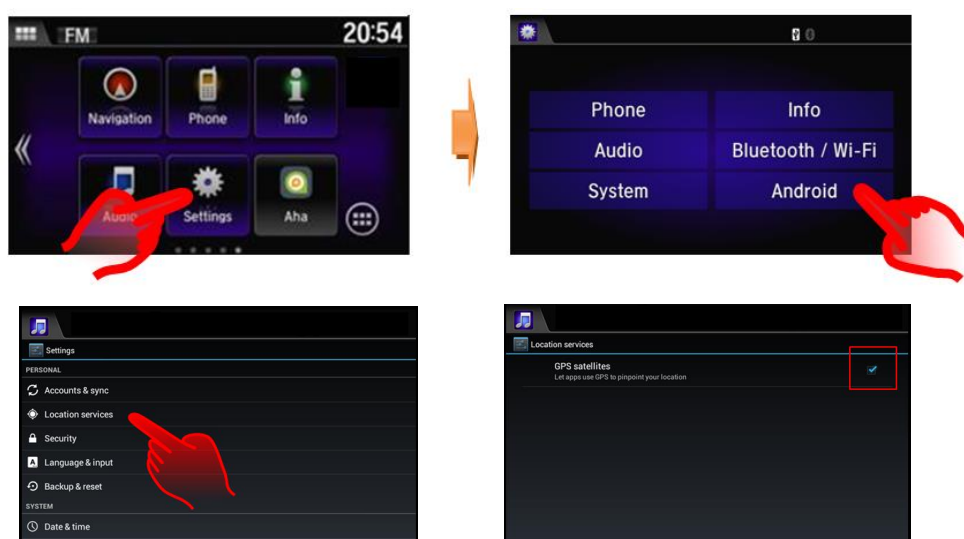 FM 20:54
Navigation Phone Info
Audio Settings Aha
Phone Info
Audio Bluetooth / Wi-Fi
System Android
Settings
PERSONAL
Accounts & sync
Location services
Security
Language & input
Backup & reset
SYSTEM
Date & time
Location services
GPS satellites
Let apps use GPS to pinpoint your location